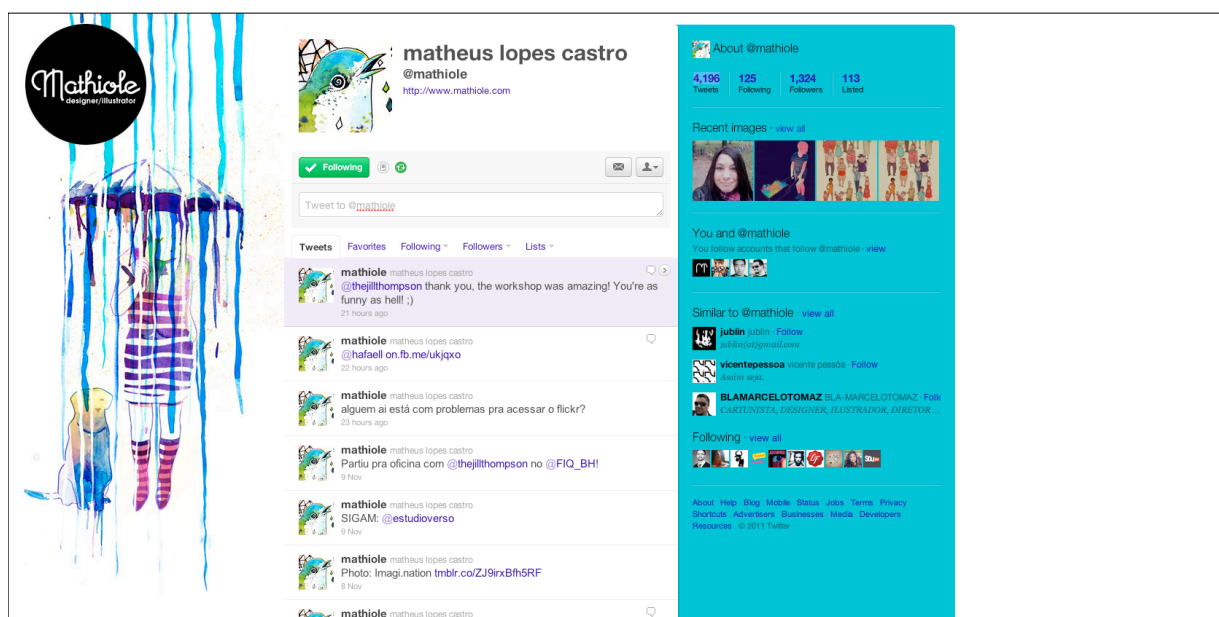 Mathiole
designer/illustrator
matheus lopes castro
@mathiole
http://www.mathiole.com
Following
Tweet to @mathiole
Tweets Favorites Following Followers Lists
mathiole matheus lopes castro
@thejillthompson thank you, the workshop was amazing! You're as
funny as hell! ;)
21 hours ago
mathiole matheus lopes castro
@hafaell on.fb.me/ukjqxo
22 hours ago
mathiole matheus lopes castro
alguem ai está com problemas pra acessar o flickr?
23 hours ago
mathiole matheus lopes castro
Partiu pra oficina com @thejillthompson no @FIQ_BH!
9 Nov
mathiole matheus lopes castro
SIGAM: @estudioverso
9 Nov
mathiole matheus lopes castro
Photo: Imagi.nation tmblr.co/ZJ9irxBfh5RF
8 Nov
mathiole matheus lopes castro
About @mathiole
4,196 125 1,324 113
Tweets Following Followers Listed
Recent images · view all
You and @mathiole
You follow accounts that follow @mathiole · view
Similar to @mathiole · view all
jublin jublin · Follow
jublin{at}gmail.com
vicentepessoa vicente pessôa · Follow
Assim seja.
BLAMARCELOTOMAZ BLA-MARCELOTOMAZ · Follo
CARTUNISTA, DESIGNER, ILUSTRADOR, DIRETOR ...
Following · view all
About Help Blog Mobile Status Jobs Terms Privacy
Shortcuts Advertisers Businesses Media Developers
Resources © 2011 Twitter